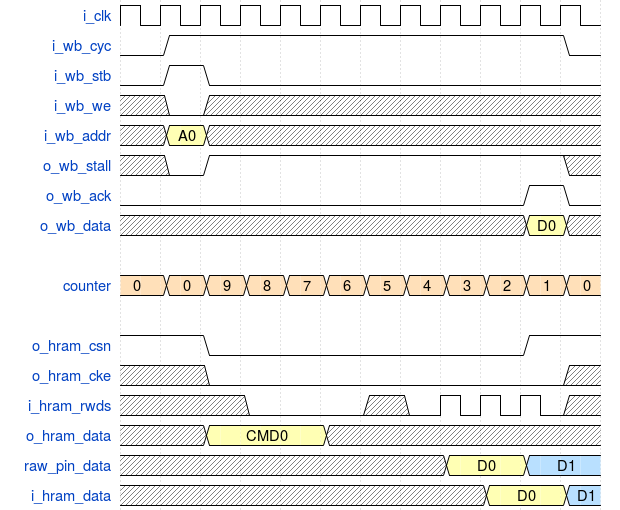 i_clk
i_wb_cyc
i_wb_stb
i_wb_we
i_wb_addr A0
o_wb_stall
o_wb_ack
o_wb_data D0
counter 0 0 9 8 7 6 5 4 3 2 1 0
o_hram_csn
o_hram_cke
i_hram_rwds
o_hram_data CMD0
raw_pin_data D0 D1
i_hram_data D0 D1